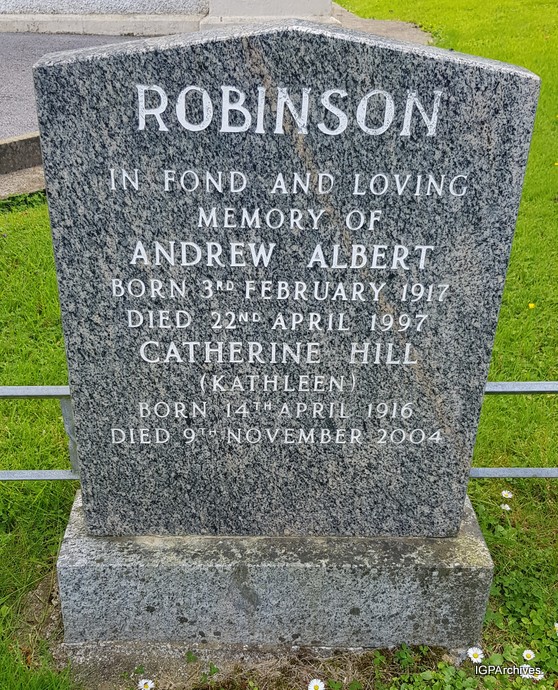 ROBINSON
IN FOND AND LOVING
MEMORY OF
ANDREW ALBERT
BORN 3RD FEBRUARY 1917
DIED 22ND APRIL 1997
CATHERINE HILL
(KATHLEEN)
BORN 14TH APRIL 1916
DIED 9TH NOVEMBER 2004
IGPArchives